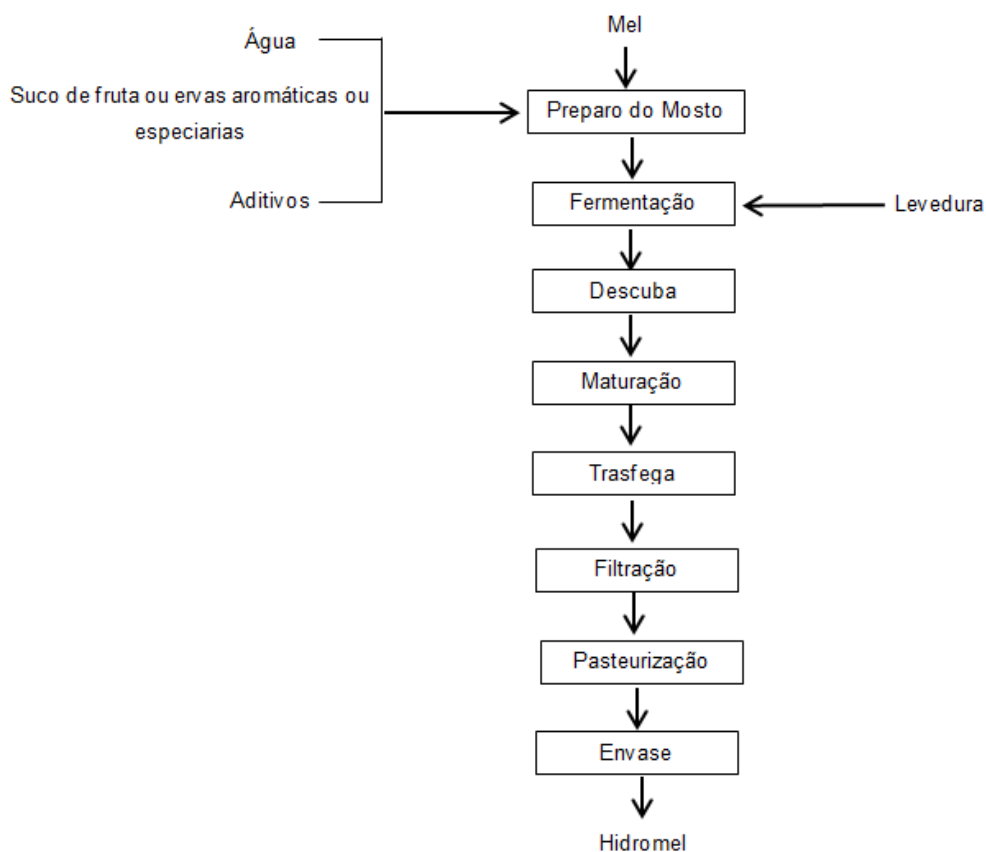 Mel
Água
Suco de fruta ou ervas aromáticas ou
especiarias
Aditivos
Preparo do Mosto
Fermentação
Levedura
Descuba
Maturação
Trasfega
Filtração
Pasteurização
Envase
Hidromel